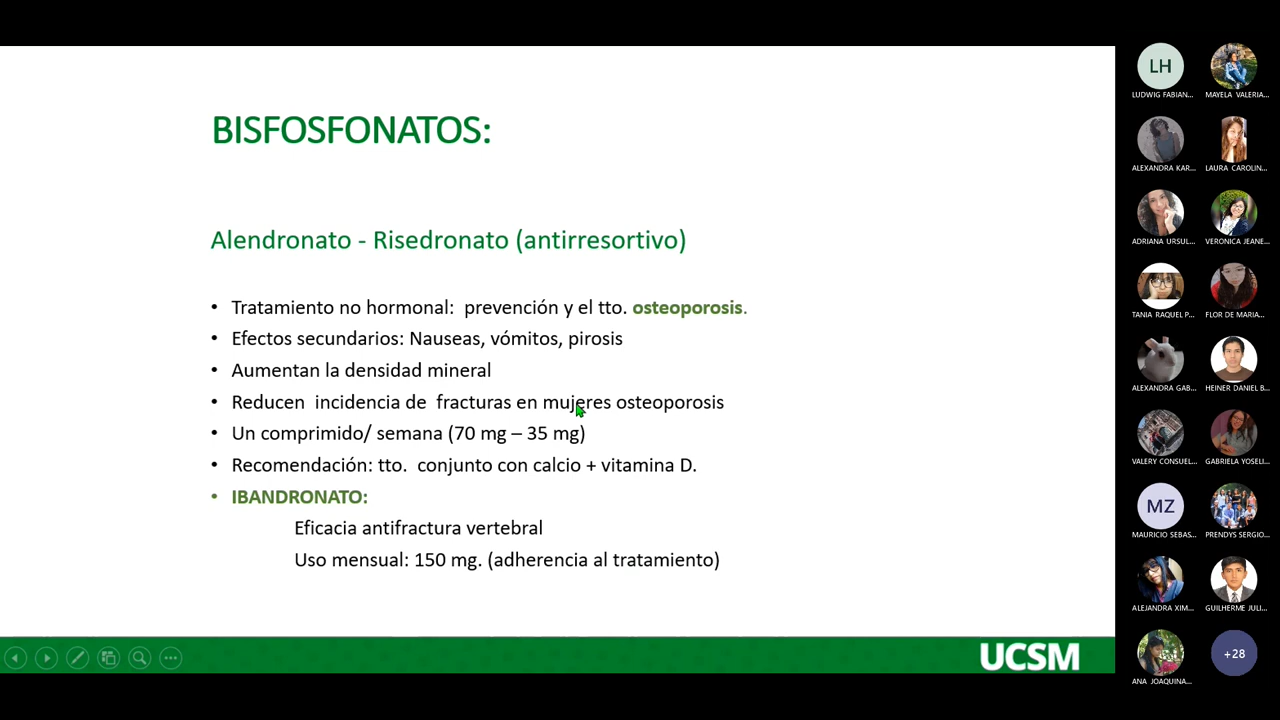 BISFOSFONATOS:
Alendronato - Risedronato (antirresortivo)
• Tratamiento no hormonal:  prevención y el tto. osteoporosis.
• Efectos secundarios: Nauseas, vómitos, pirosis
• Aumentan la densidad mineral
• Reducen  incidencia de  fracturas en mujeres osteoporosis
• Un comprimido/ semana (70 mg – 35 mg)
• Recomendación: tto.  conjunto con calcio + vitamina D.
• IBANDRONATO:
Eficacia antifractura vertebral
Uso mensual: 150 mg. (adherencia al tratamiento)
UCSM
LH
LUDWIG FABIAN...
MAYELA VALERIA...
ALEXANDRA KAR...
LAURA CAROLIN...
ADRIANA URSUL...
VERONICA JEANE...
TANIA RAQUEL P...
FLOR DE MARIA...
ALEXANDRA GAB...
HEINER DANIEL B...
VALERY CONSUEL...
GABRIELA YOSELI...
MZ
MAURICIO SEBAS...
PRENDYS SERGIO...
ALEJANDRA XIM...
GUILHERME JULI...
ANA JOAQUINA...
+28